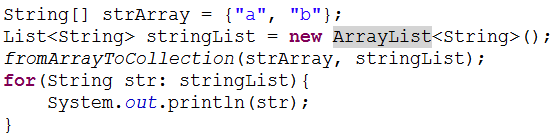 String[] strArray = {"a", "b"};
List<String> stringList = new ArrayList<String>();
fromArrayToCollection(strArray, stringList);
for(String str: stringList){
    System.out.println(str);
}